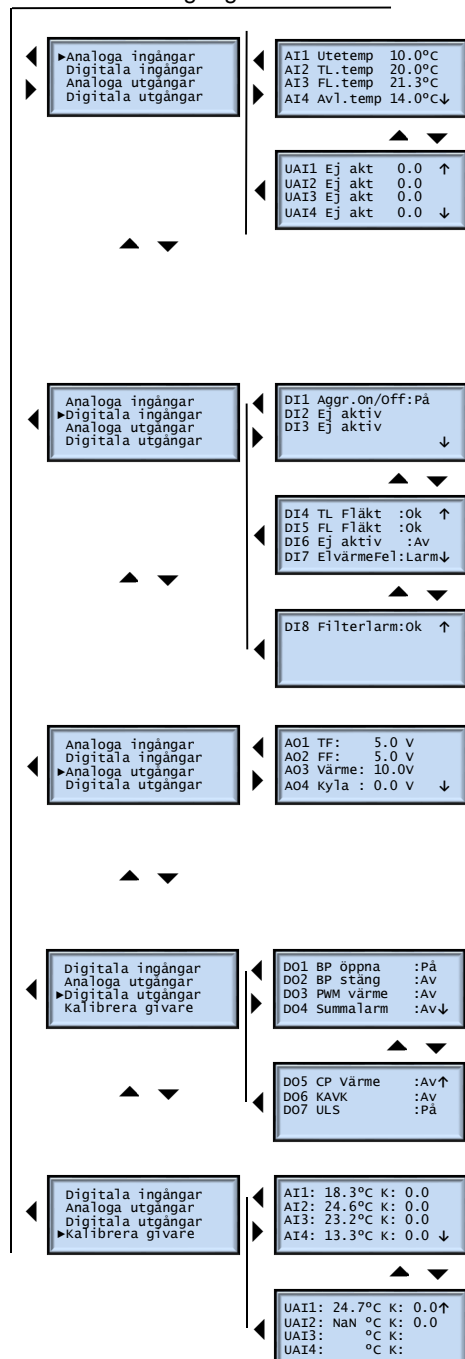 ►Analoga ingångar
Digitala ingångar
Analoga utgångar
Digitala utgångar
AI1 Utetemp 10.0ºC
AI2 TL.temp 20.0ºC
AI3 FL.temp 21.3ºC
AI4 Avl.temp 14.0ºC↓
UAI1 Ej akt 0.0 ↑
UAI2 Ej akt 0.0
UAI3 Ej akt 0.0
UAI4 Ej akt 0.0 ↓
Analoga ingångar
►Digitala ingångar
Analoga utgångar
Digitala utgångar
DI1 Aggr.On/Off:På
DI2 Ej aktiv
DI3 Ej aktiv
↓
DI4 TL Fläkt :Ok ↑
DI5 FL Fläkt :Ok
DI6 Ej aktiv :Av
DI7 ElvärmeFel:Larm↓
DI8 Filterlarm:Ok ↑
Analoga ingångar
Digitala ingångar
►Analoga utgångar
Digitala utgångar
AO1 TF: 5.0 V
AO2 FF: 5.0 V
AO3 Värme: 10.0V
AO4 Kyla : 0.0 V ↓
Digitala ingångar
Analoga utgångar
►Digitala utgångar
Kalibrera givare
DO1 BP öppna :På
DO2 BP stäng :Av
DO3 PWM värme :Av
DO4 Summalarm :Av↓
DO5 CP Värme :Av↑
DO6 KAVK :Av
DO7 ULS :På
Digitala ingångar
Analoga utgångar
Digitala utgångar
►Kalibrera givare
AI1: 18.3ºC K: 0.0
AI2: 24.6ºC K: 0.0
AI3: 23.2ºC K: 0.0
AI4: 13.3ºC K: 0.0 ↓
UAI1: 24.7ºC K: 0.0↑
UAI2: NaN ºC K: 0.0
UAI3: ºC K:
UAI4: ºC K: